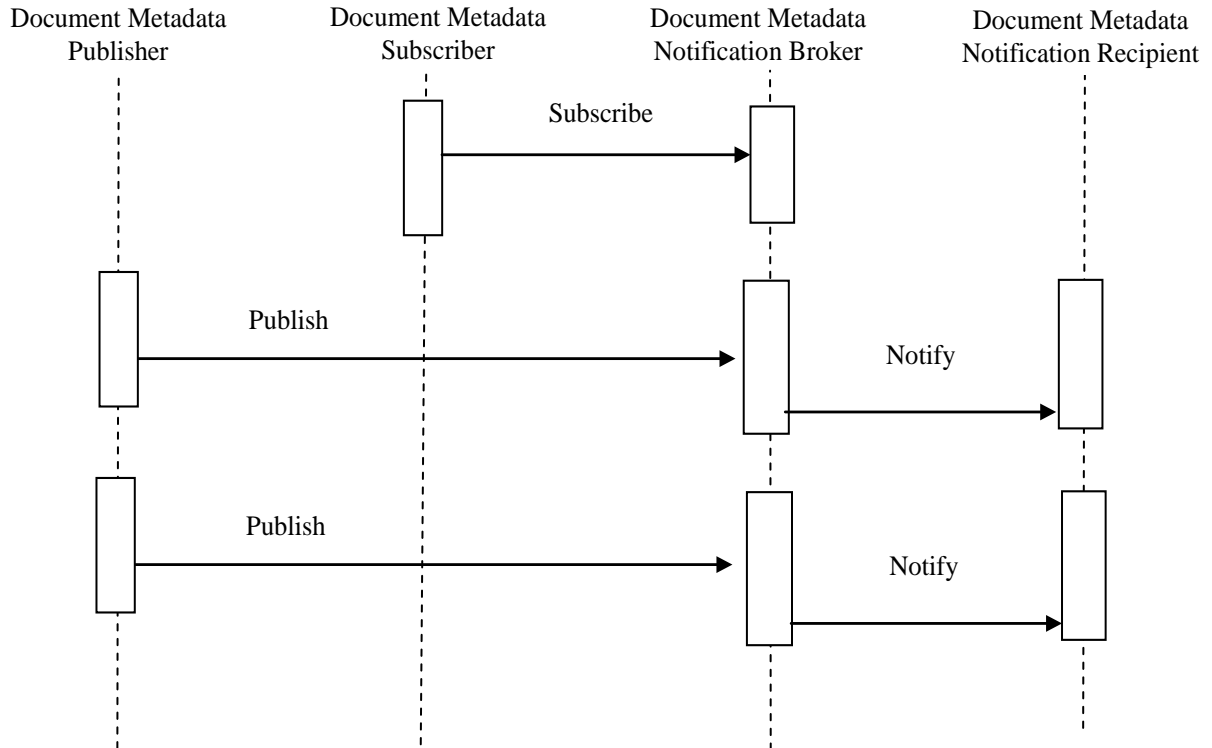 Document Metadata
Publisher
Document Metadata
Subscriber
Document Metadata
Notification Broker
Document Metadata
Notification Recipient
Subscribe
Publish
Notify
Publish
Notify